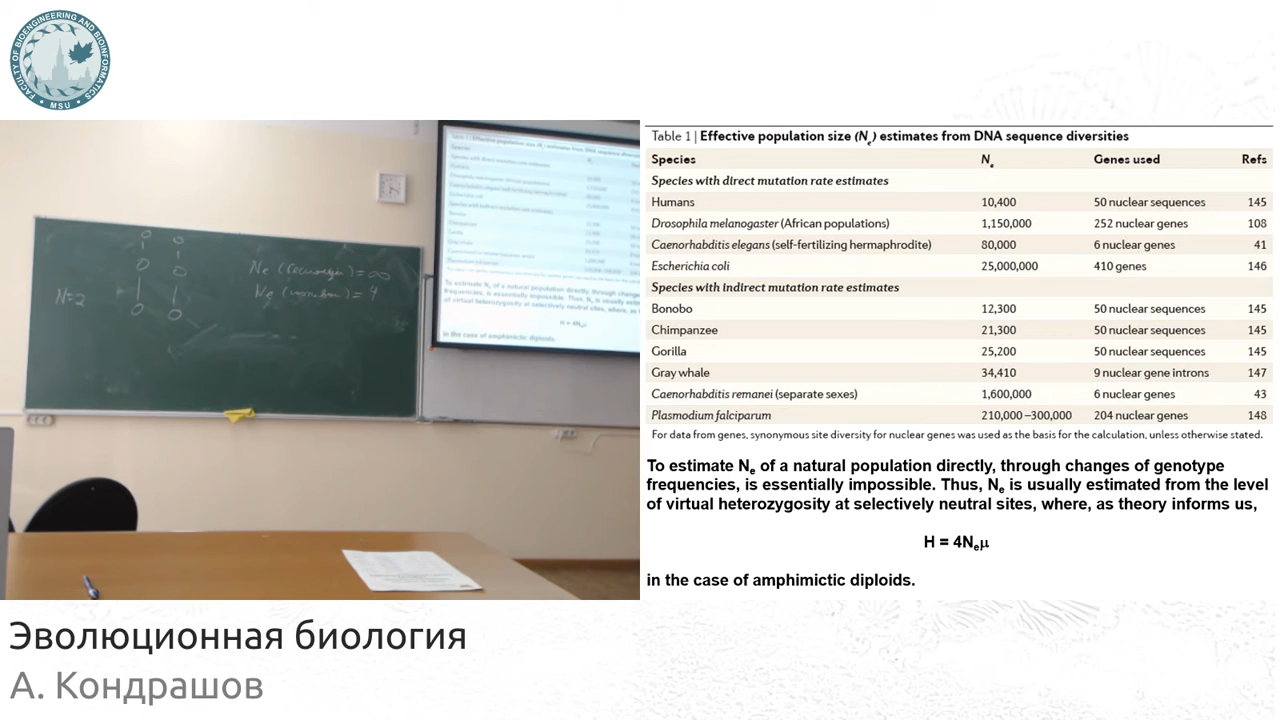 FACULTY OF BIOENGINEERING AND BIOINFORMATICS
MSU
N=2
Table 1 | Effective population size (Ne) estimates from DNA sequence diversities
Species Ne Genes used Refs
Species with direct mutation rate estimates
Humans 10,400 50 nuclear sequences 145
Drosophila melanogaster (African populations) 1,150,000 252 nuclear genes 108
Caenorhabditis elegans (self-fertilizing hermaphrodite) 80,000 6 nuclear genes 41
Escherichia coli 25,000,000 410 genes 146
Species with indirect mutation rate estimates
Bonobo 12,300 50 nuclear sequences 145
Chimpanzee 21,300 50 nuclear sequences 145
Gorilla 25,200 50 nuclear sequences 145
Gray whale 34,410 9 nuclear gene introns 147
Caenorhabditis remanei (separate sexes) 1,600,000 6 nuclear genes 43
Plasmodium falciparum 210,000–300,000 204 nuclear genes 148
For data from genes, synonymous site diversity for nuclear genes was used as the basis for the calculation, unless otherwise stated.
To estimate Ne of a natural population directly, through changes of genotype
frequencies, is essentially impossible. Thus, Ne is usually estimated from the level
of virtual heterozygosity at selectively neutral sites, where, as theory informs us,
H = 4Neμ
in the case of amphimictic diploids.
Эволюционная биология
А. Кондрашов